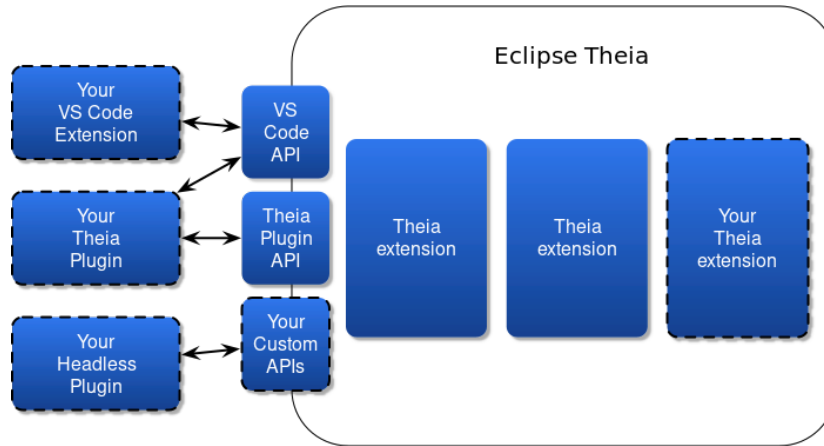 Eclipse Theia
Your
VS Code
Extension
VS
Code
API
Your
Theia
Plugin
Theia
Plugin
API
Your
Headless
Plugin
Your
Custom
APIs
Theia
extension
Theia
extension
Your
Theia
extension